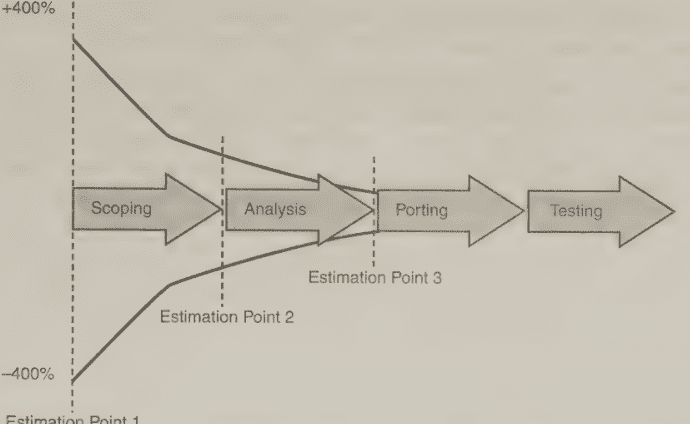 +400%
Scoping
Analysis
Porting
Testing
Estimation Point 3
Estimation Point 2
–400%
Estimation Point 1